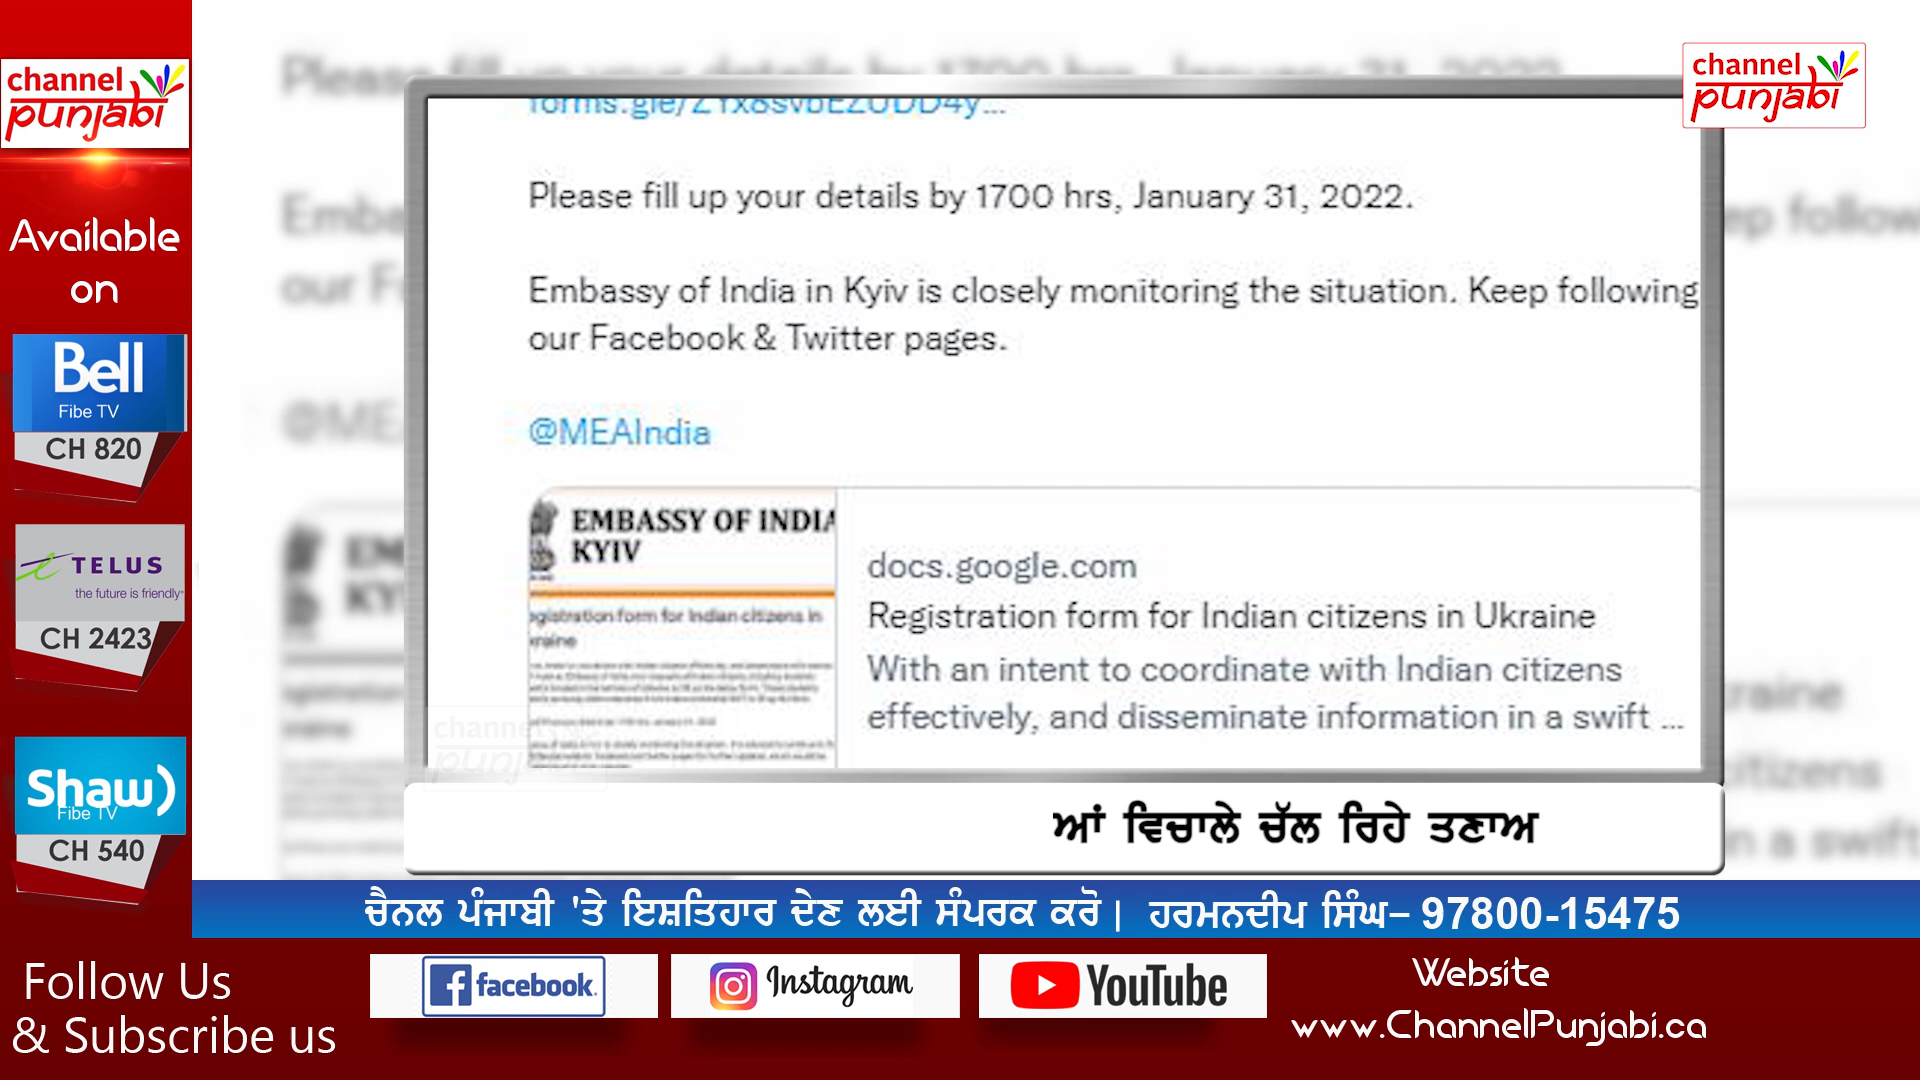 channel
punjabi
Available
on
Bell
Fibe TV
CH 820
TELUS
the future is friendly
CH 2423
Shaw)
Fibe TV
CH 540
channel
punjabi
Please fill up your details by 1700 hrs, January 31, 2022.
Embassy of India in Kyiv is closely monitoring the situation. Keep following
our Facebook & Twitter pages.
@MEAIndia
EMBASSY OF INDIA
KYIV
docs.google.com
Registration form for Indian citizens in Ukraine
With an intent to coordinate with Indian citizens
effectively, and disseminate information in a swift ...
channel
punjabi
ਆਂ ਵਿਚਾਲੇ ਚੱਲ ਰਿਹੇ ਤਣਾਅ
ਚੈਨਲ ਪੰਜਾਬੀ 'ਤੇ ਇਸ਼ਤਿਹਾਰ ਦੇਣ ਲਈ ਸੰਪਰਕ ਕਰੋ। ਹਰਮਨਦੀਪ ਸਿੰਘ– 97800-15475
Follow Us
& Subscribe us
facebook.
Instagram
YouTube
Website
www.ChannelPunjabi.ca